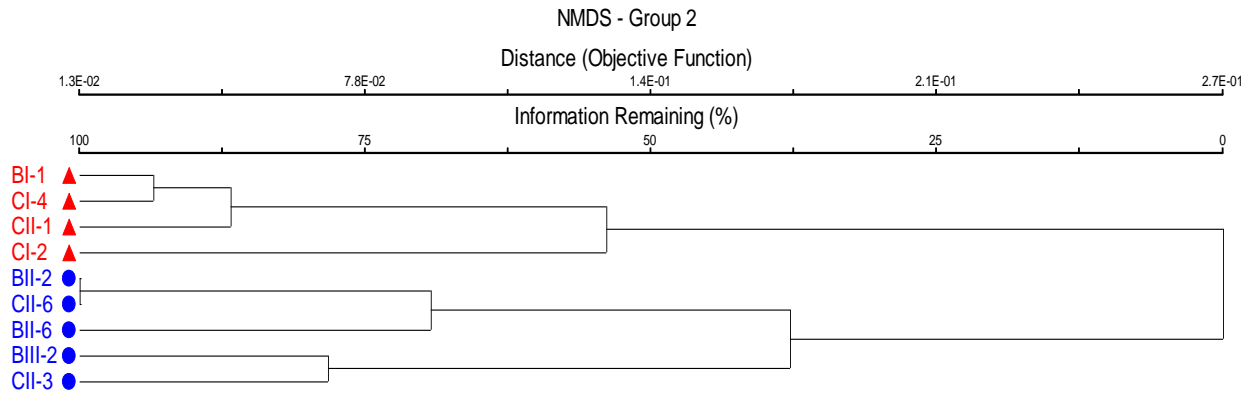 NMDS - Group 2
Distance (Objective Function)
1.3E-02 7.8E-02 1.4E-01 2.1E-01 2.7E-01
Information Remaining (%)
100 75 50 25 0
BI-1
CI-4
CII-1
CI-2
BII-2
CII-6
BII-6
BIII-2
CII-3